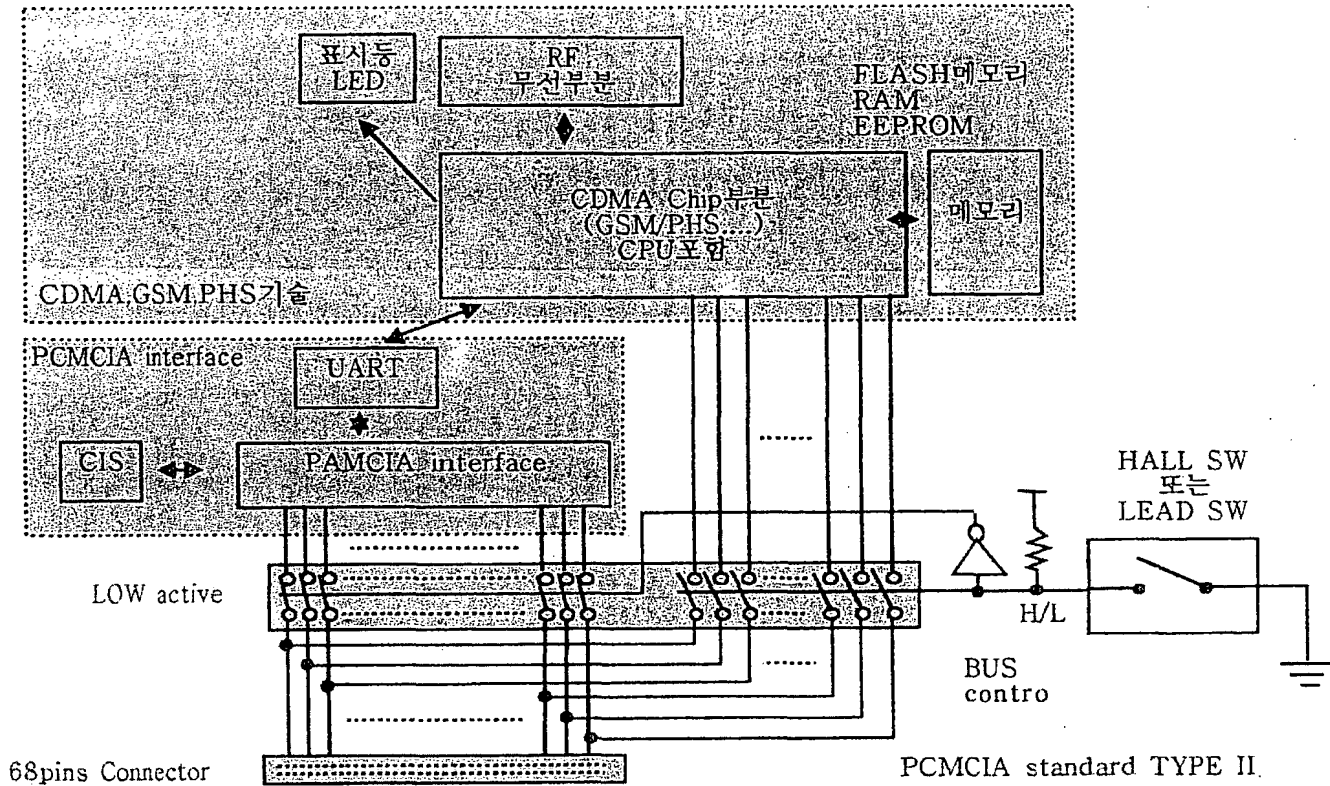 표시등
LED
RF
무선부분
FLASH메모리
RAM
EEPROM
CDMA Chip부분
(GSM/PHS....)
CPU포함
메모리
CDMA,GSM,PHS기술
PCMCIA interface
UART
CIS
PAMCIA interface
HALL SW
또는
LEAD SW
LOW active
H/L
BUS
contro
68pins Connector
PCMCIA standard TYPE II